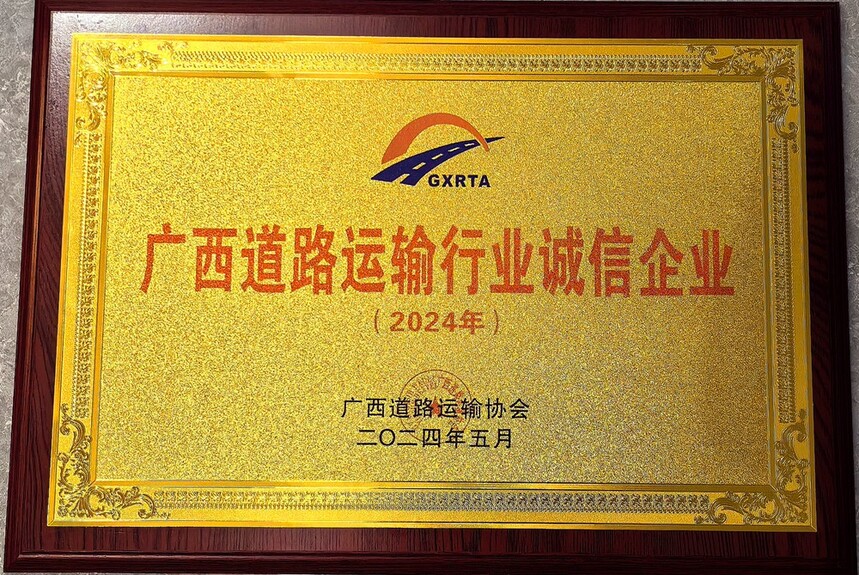 GXRTA
广西道路运输行业诚信企业
（2024年）
广西道路运输协会
二〇二四年五月